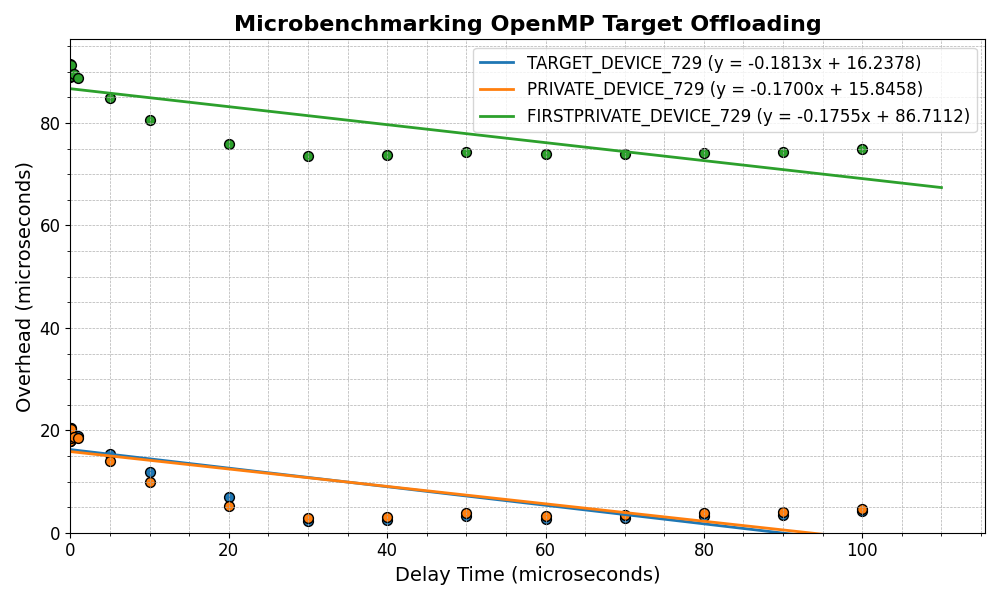 Microbenchmarking OpenMP Target Offloading
TARGET_DEVICE_729 (y = -0.1813x + 16.2378)
PRIVATE_DEVICE_729 (y = -0.1700x + 15.8458)
FIRSTPRIVATE_DEVICE_729 (y = -0.1755x + 86.7112)
Overhead (microseconds)
80
60
40
20
0
0 20 40 60 80 100
Delay Time (microseconds)